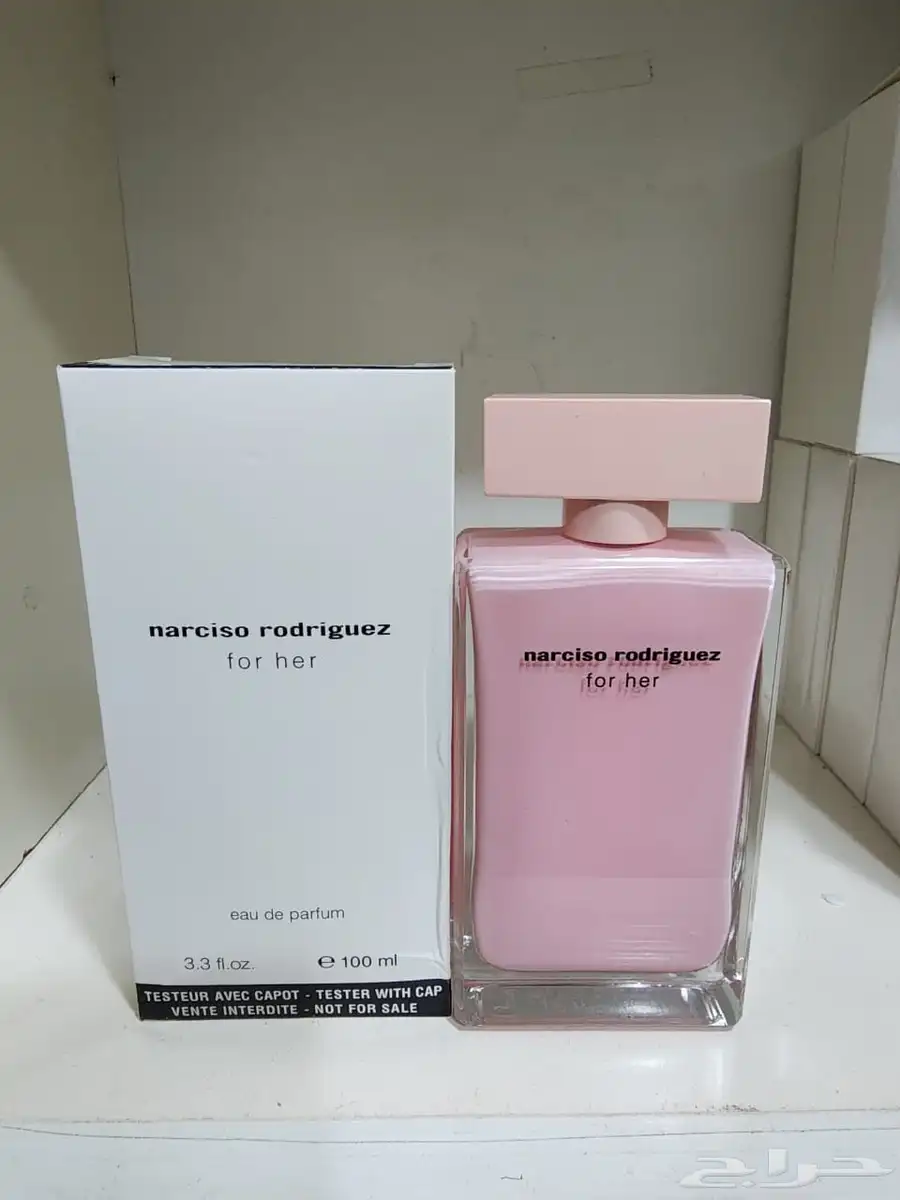 narciso rodriguez
for her
eau de parfum
3.3 fl.oz. ℮ 100 ml
TESTEUR AVEC CAPOT - TESTER WITH CAP
VENTE INTERDITE - NOT FOR SALE
narciso rodriguez
for her
حراج